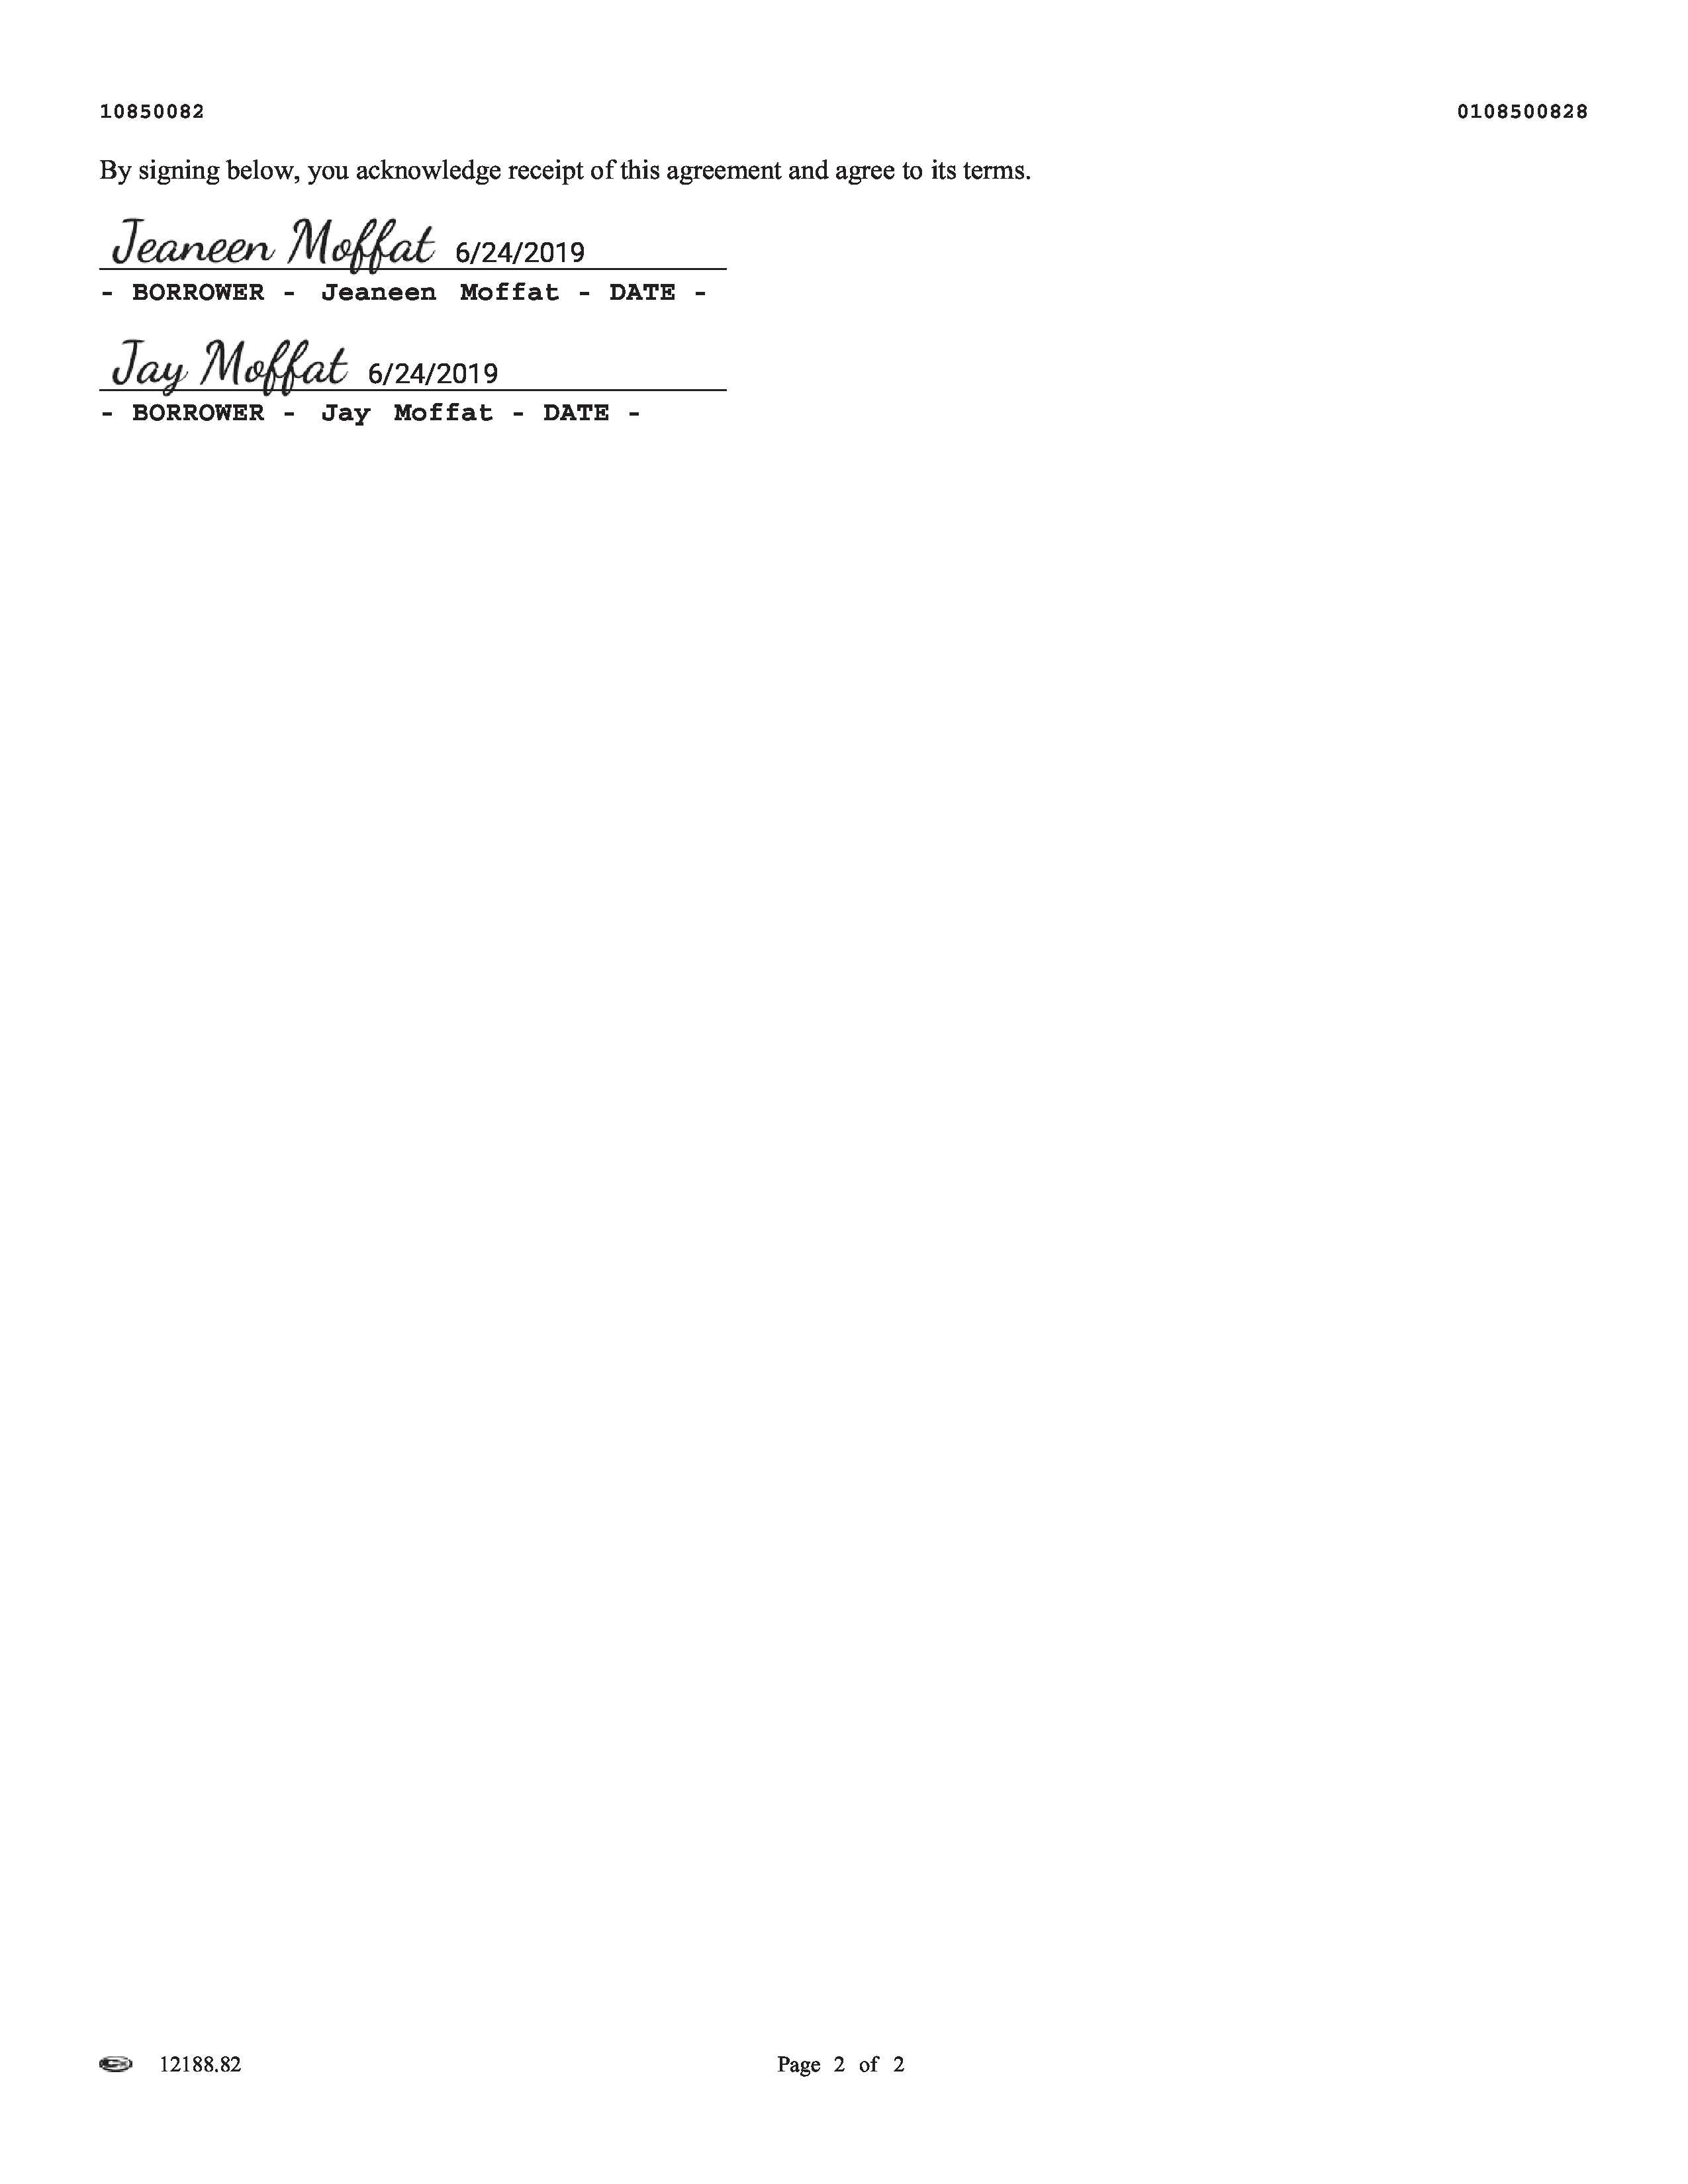 10850082 0108500828
By signing below, you acknowledge receipt of this agreement and agree to its terms.
Jeaneen Moffat 6/24/2019
- BORROWER - Jeaneen Moffat - DATE -
Jay Moffat 6/24/2019
- BORROWER - Jay Moffat - DATE -
12188.82 Page 2 of 2